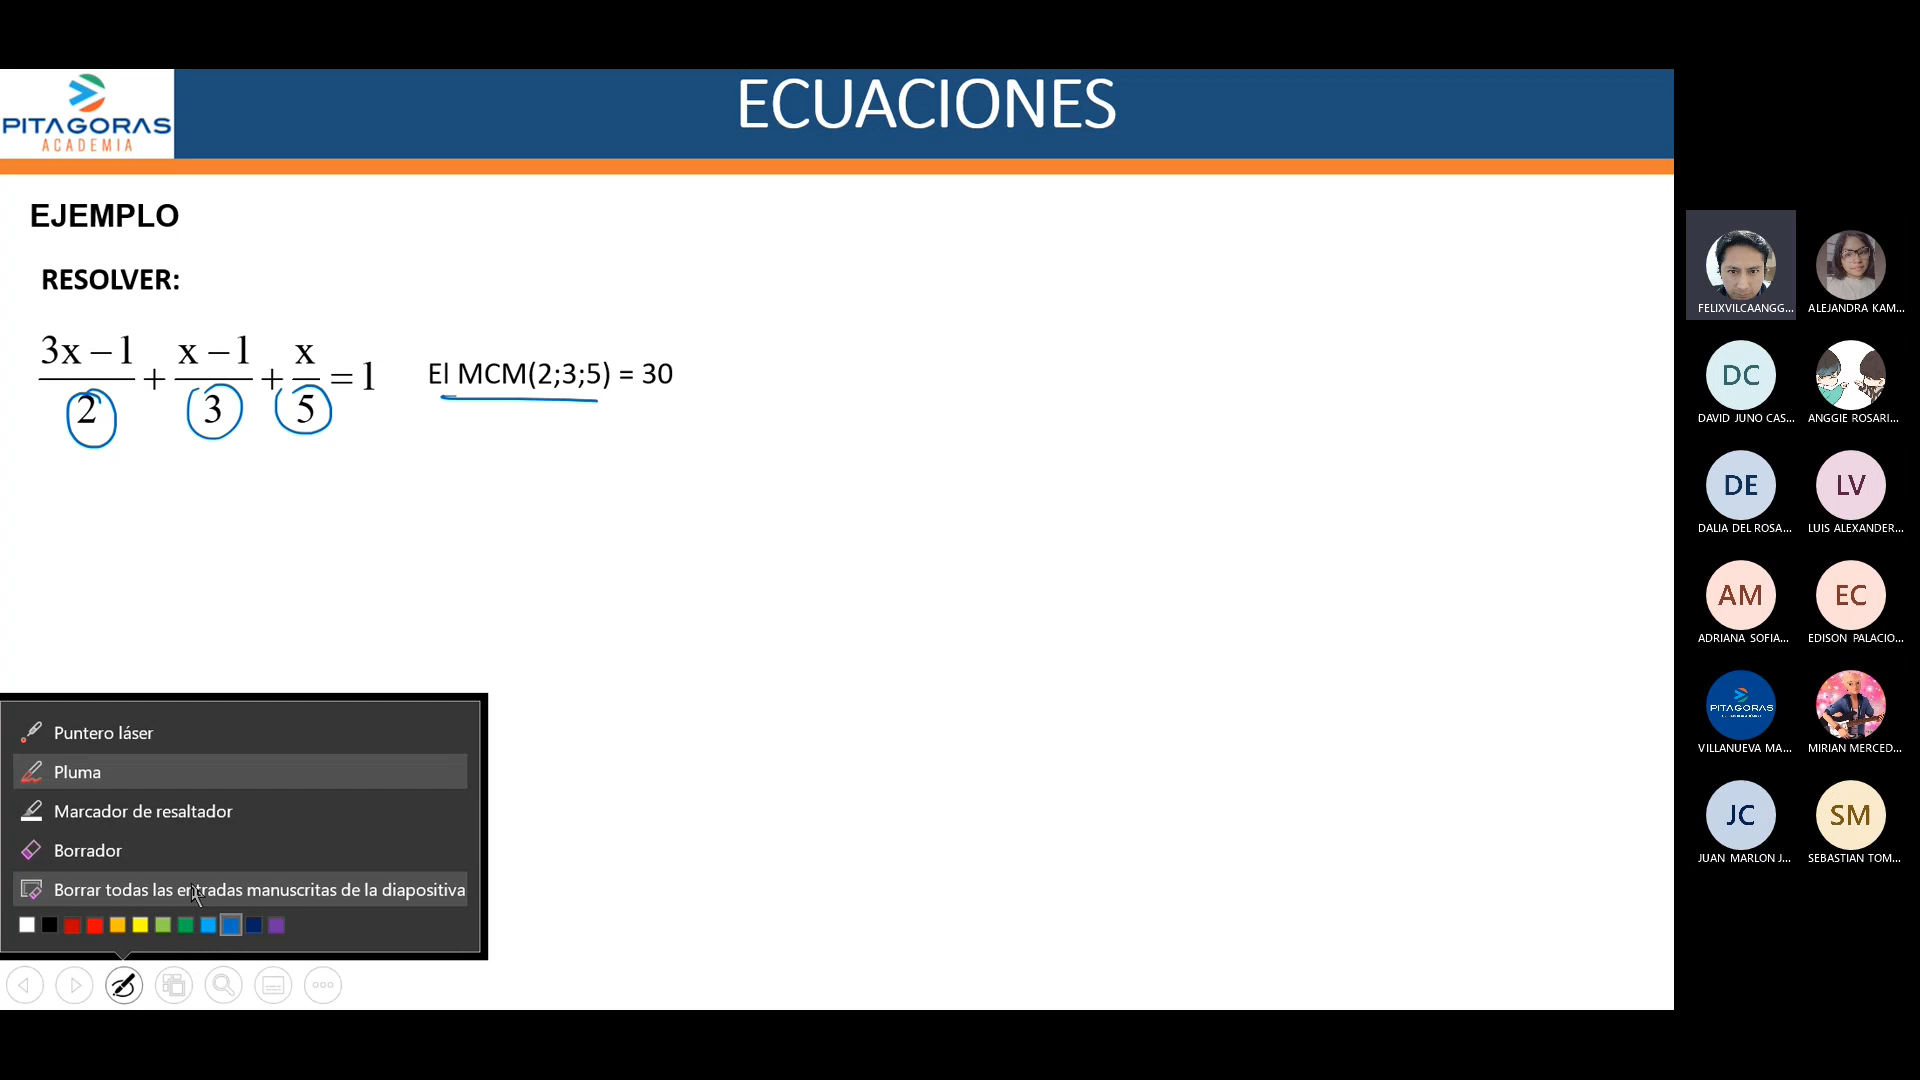 ECUACIONES
PITAGORAS
ACADEMIA
EJEMPLO
RESOLVER:
3x – 1/2 + x – 1/3 + x/5 = 1
El MCM(2;3;5) = 30
Puntero láser
Pluma
Marcador de resaltador
Borrador
Borrar todas las entradas manuscritas de la diapositiva
FELIXVILCAANGG...
ALEJANDRA KAM...
DC
DAVID JUNO CAS...
ANGGIE ROSARI...
DE
DALIA DEL ROSA...
LV
LUIS ALEXANDER...
AM
ADRIANA SOFIA...
EC
EDISON PALACIO...
PITAGORAS
VILLANUEVA MA...
MIRIAN MERCED...
JC
JUAN MARLON J...
SM
SEBASTIAN TOM...